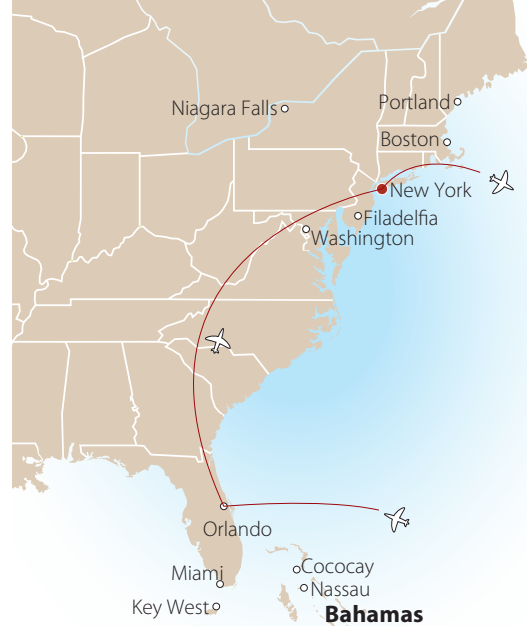 Portland
Niagara Falls
Boston
New York
Filadelfia
Washington
Orlando
Cococay
Miami
Nassau
Key West
Bahamas